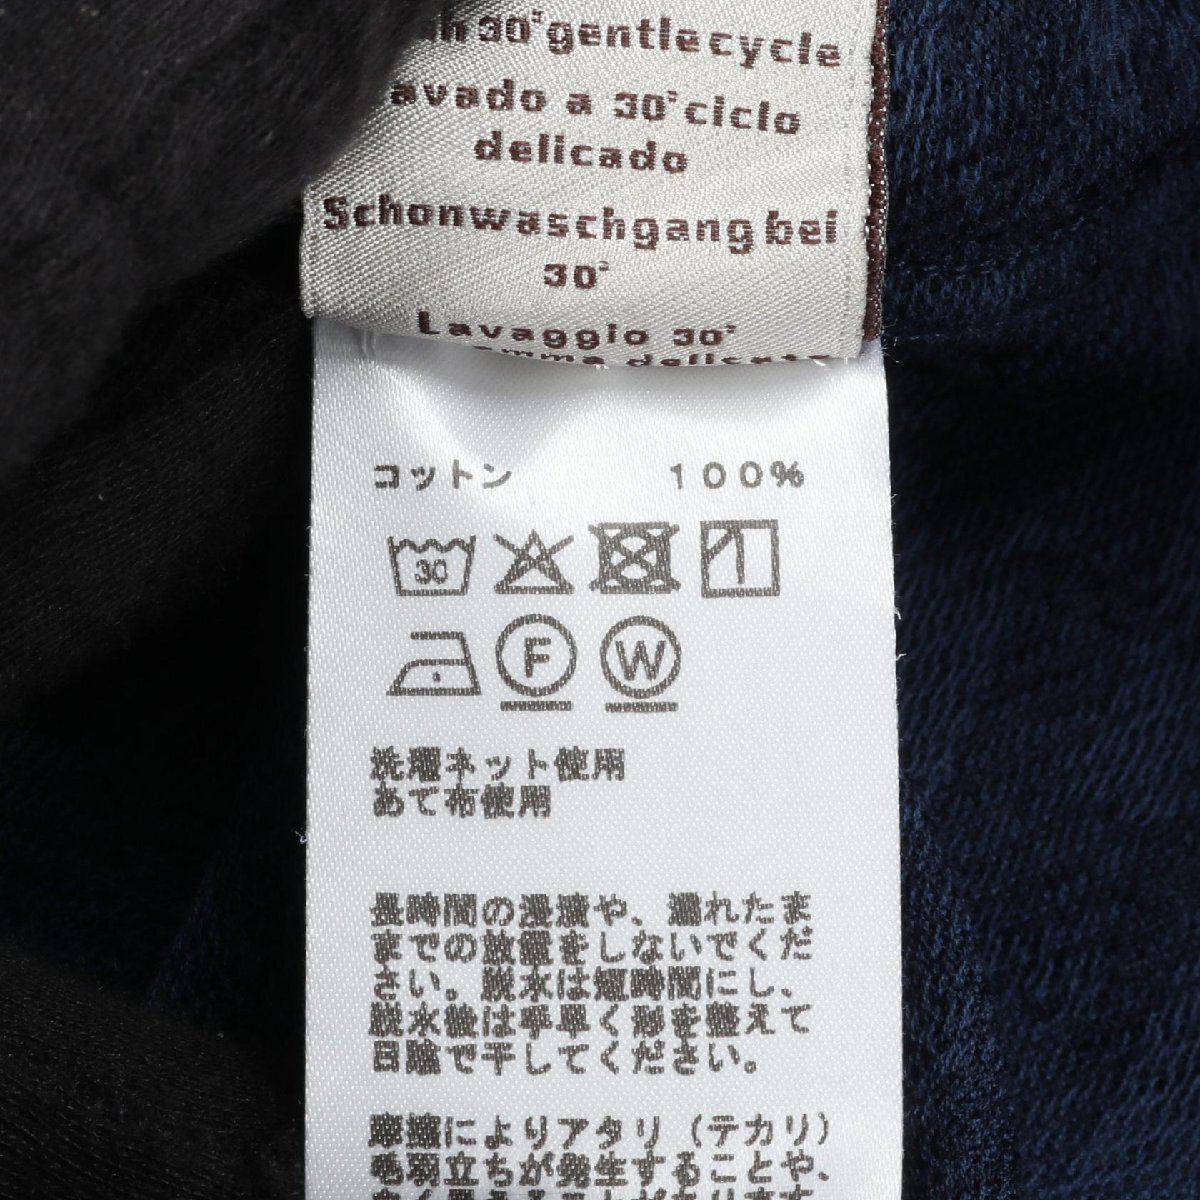 30° gentle cycle
avado a 30° ciclo
delicado
Schonwaschgang bei
30°
Lavaggio 30°
delicato
コットン 100%
30
F W
洗濯ネット使用
あて布使用
長時間の浸漬や、濡れたま
までの放置をしないでくだ
さい。脱水は短時間にし、
脱水後は手早く形を整えて
日陰で干してください。
摩擦によりアタリ(テカリ)
毛羽立ちが発生することや、